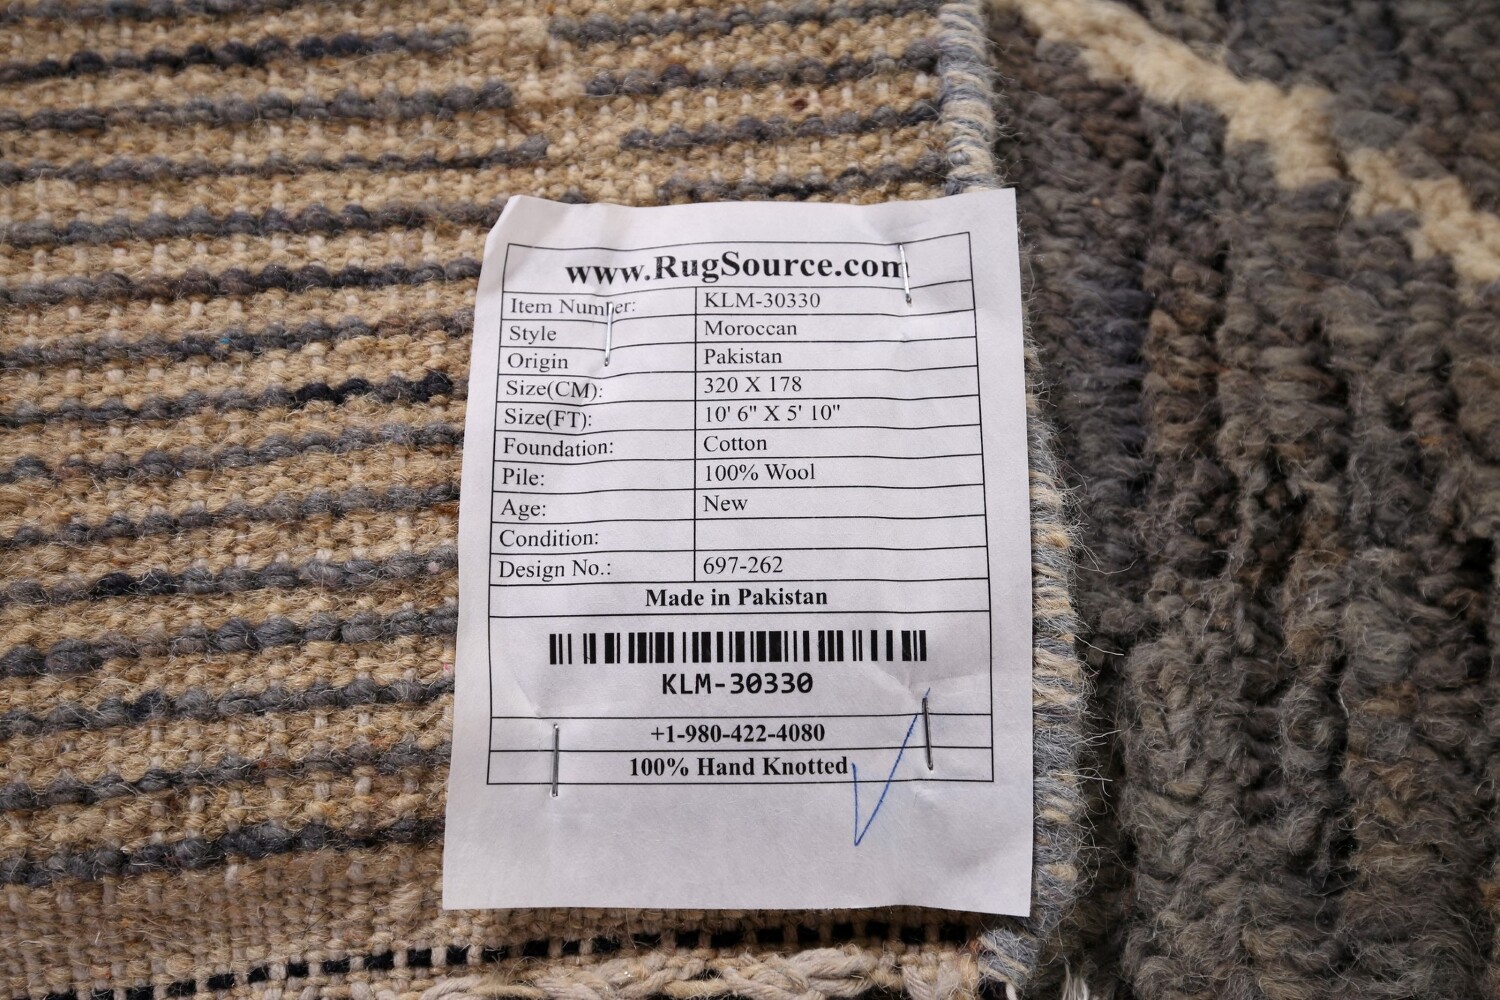 www.RugSource.com
Item Number: KLM-30330
Style Moroccan
Origin Pakistan
Size(CM): 320 X 178
Size(FT): 10' 6" X 5' 10"
Foundation: Cotton
Pile: 100% Wool
Age: New
Condition:
Design No.: 697-262
Made in Pakistan
KLM-30330
+1-980-422-4080
100% Hand Knotted